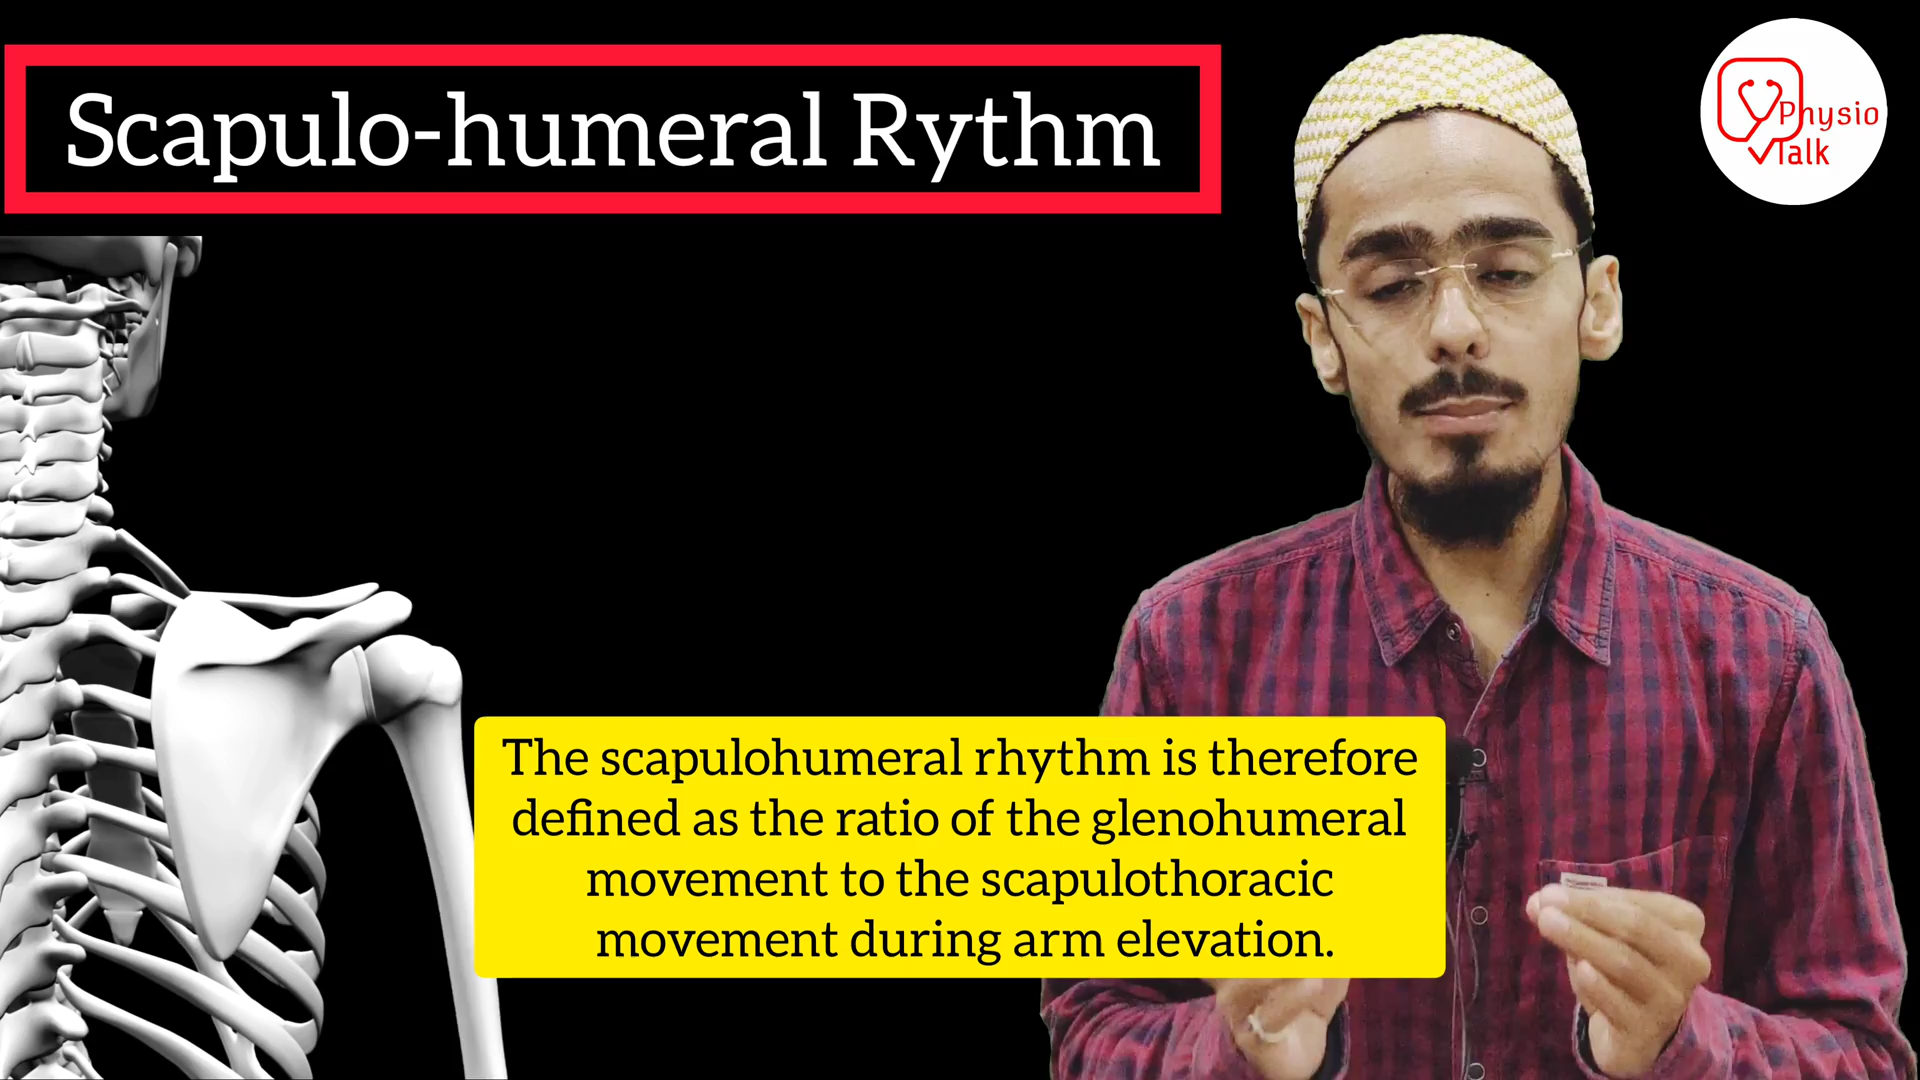 Scapulo-humeral Rythm
Physio
Talk
The scapulohumeral rhythm is therefore
defined as the ratio of the glenohumeral
movement to the scapulothoracic
movement during arm elevation.